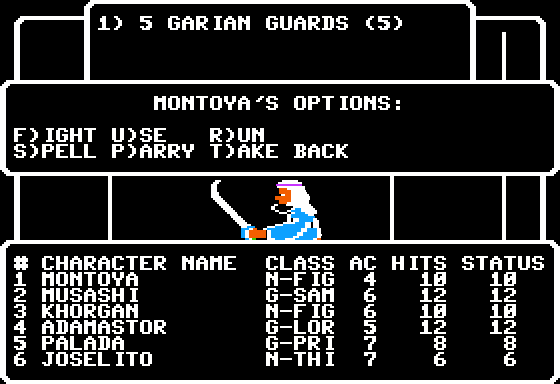 1) 5 GARIAN GUARDS (5)
MONTOYA'S OPTIONS:
F)IGHT U)SE R)UN
S)PELL P)ARRY T)AKE BACK
# CHARACTER NAME CLASS AC HITS STATUS
1 MONTOYA N-FIG 4 10 10
2 MUSASHI G-SAM 6 12 12
3 KHORGAN N-FIG 6 10 10
4 ADAMASTOR G-LOR 5 12 12
5 PALADA G-PRI 7 8 8
6 JOSELITO N-THI 7 6 6